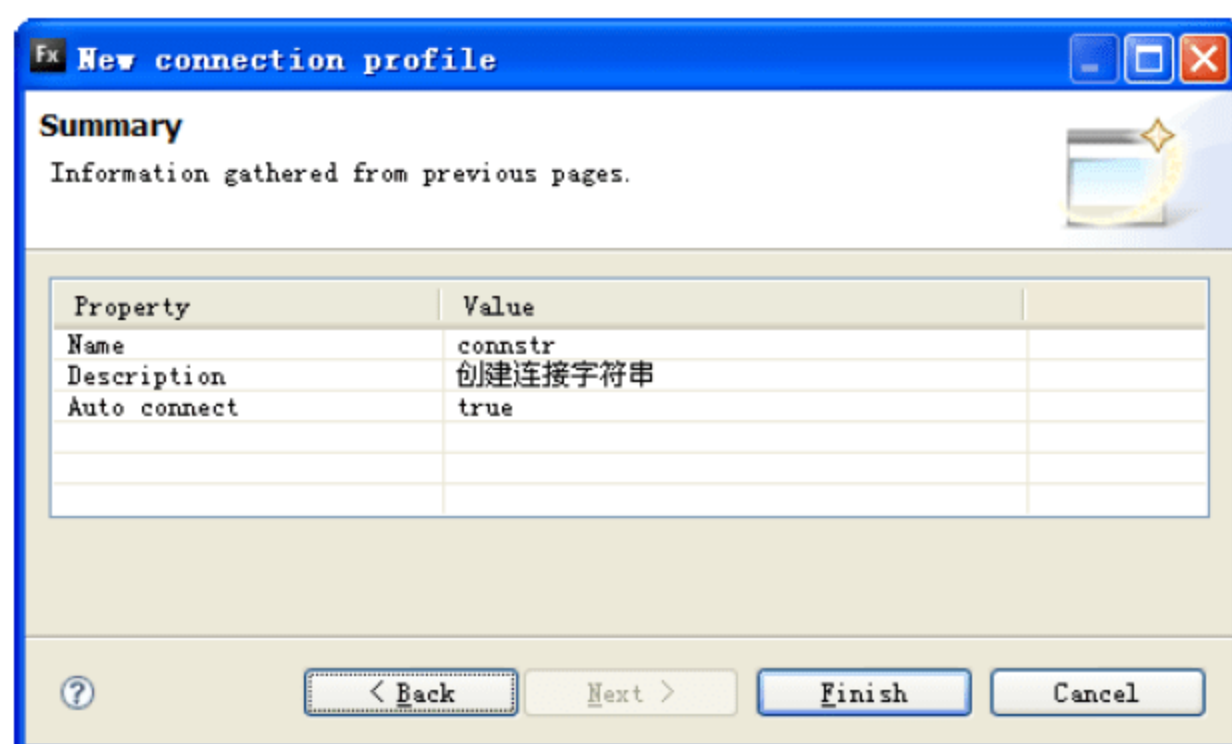 Fx New connection profile
Summary
Information gathered from previous pages.
Property Value
Name connstr
Description 创建连接字符串
Auto connect true
? < Back Next > Finish Cancel